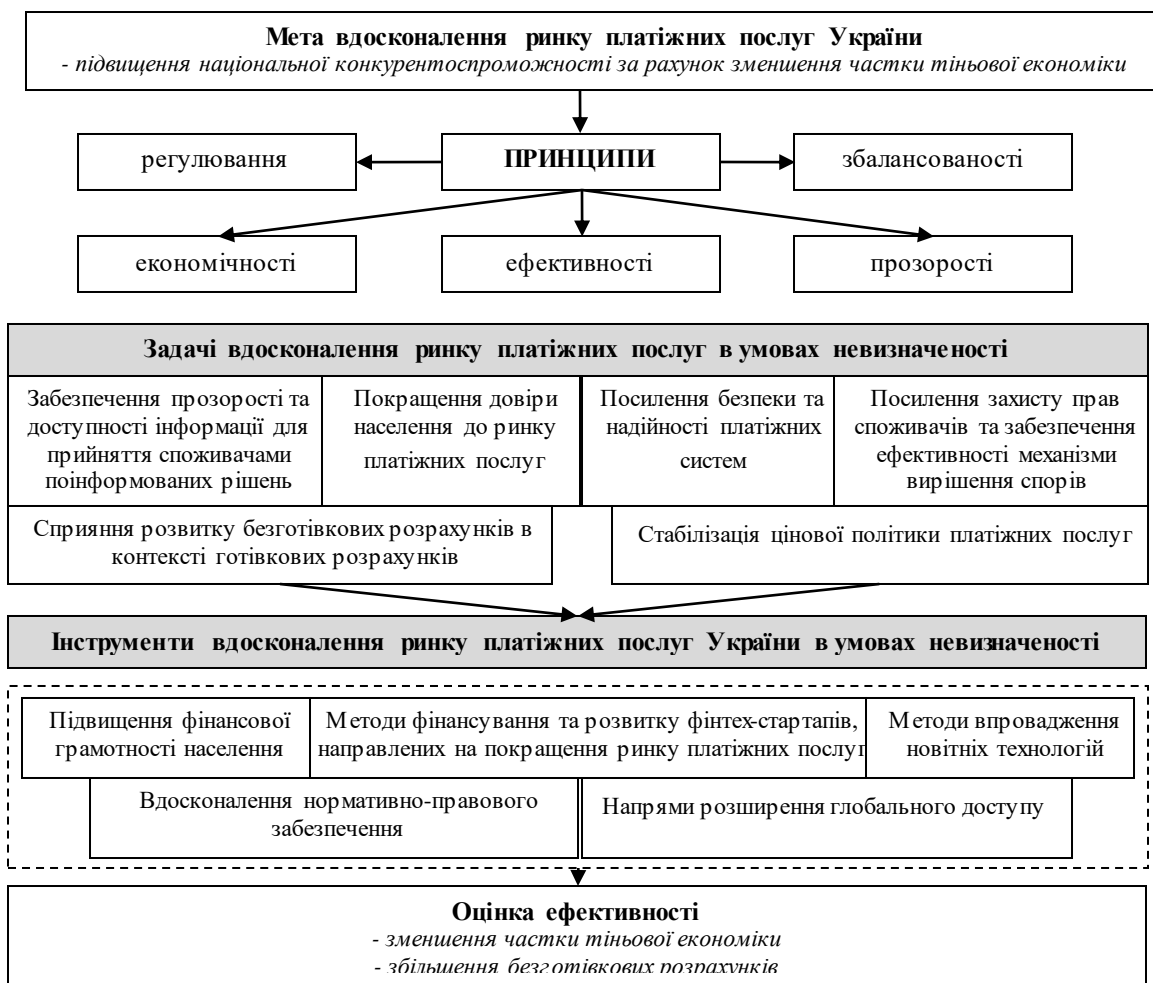 Мета вдосконалення ринку платіжних послуг України
- підвищення національної конкурентоспроможності за рахунок зменшення частки тіньової економіки
регулювання
ПРИНЦИПИ
збалансованості
економічності
ефективності
прозорості
Задачі вдосконалення ринку платіжних послуг в умовах невизначеності
Забезпечення прозорості та
доступності інформації для
прийняття споживачами
поінформованих рішень
Покращення довіри
населення до ринку
платіжних послуг
Посилення безпеки та
надійності платіжних
систем
Посилення захисту прав
споживачів та забезпечення
ефективності механізми
вирішення спорів
Сприяння розвитку безготівкових розрахунків в
контексті готівкових розрахунків
Стабілізація цінової політики платіжних послуг
Інструменти вдосконалення ринку платіжних послуг України в умовах невизначеності
Підвищення фінансової
грамотності населення
Методи фінансування та розвитку фінтех-стартапів,
направлених на покращення ринку платіжних послуг
Методи впровадження
новітніх технологій
Вдосконалення нормативно-правового
забезпечення
Напрями розширення глобального доступу
Оцінка ефективності
- зменшення частки тіньової економіки
- збільшення безготівкових розрахунків